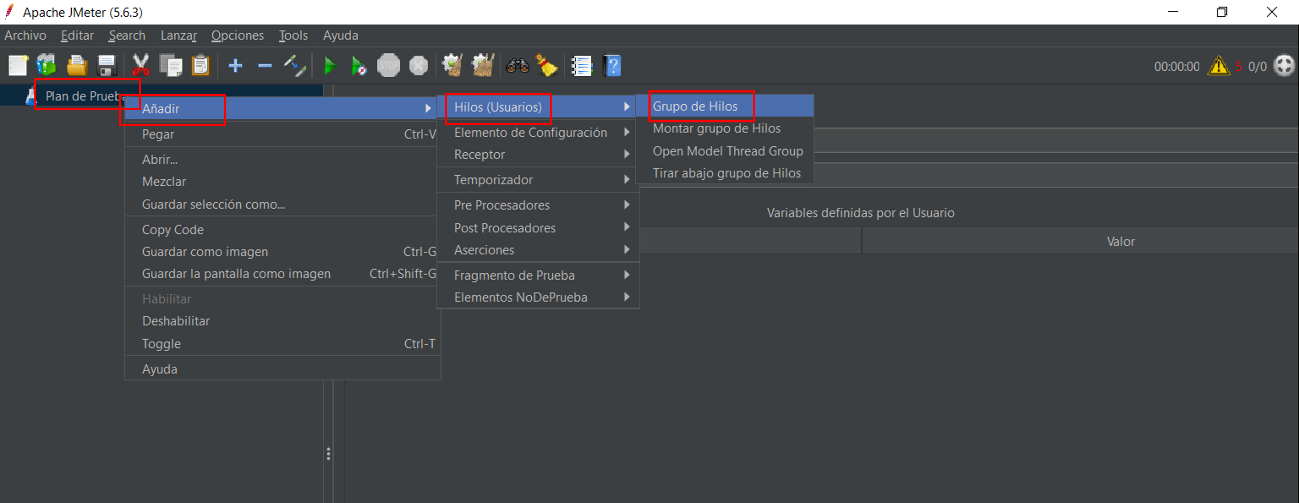 Apache JMeter (5.6.3)
Archivo Editar Search Lanzar Opciones Tools Ayuda
00:00:00 5 0/0
Plan de Prueb
Añadir
Pegar Ctrl-V
Abrir...
Mezclar
Guardar selección como...
Copy Code
Guardar como imagen Ctrl-G
Guardar la pantalla como imagen Ctrl+Shift-G
Habilitar
Deshabilitar
Toggle Ctrl-T
Ayuda
Hilos (Usuarios)
Elemento de Configuración
Receptor
Temporizador
Pre Procesadores
Post Procesadores
Aserciones
Fragmento de Prueba
Elementos NoDePrueba
Grupo de Hilos
Montar grupo de Hilos
Open Model Thread Group
Tirar abajo grupo de Hilos
Variables definidas por el Usuario
Valor